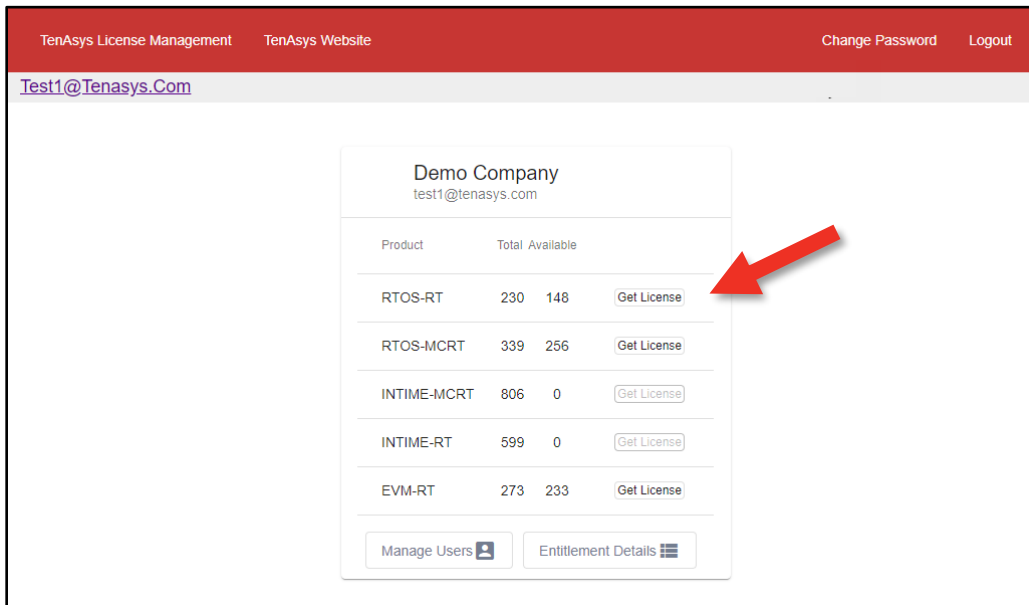 TenAsys License Management TenAsys Website Change Password Logout
Test1@Tenasys.Com
Demo Company
test1@tenasys.com
Product Total Available
RTOS-RT 230 148 Get License
RTOS-MCRT 339 256 Get License
INTIME-MCRT 806 0 Get License
INTIME-RT 599 0 Get License
EVM-RT 273 233 Get License
Manage Users Entitlement Details